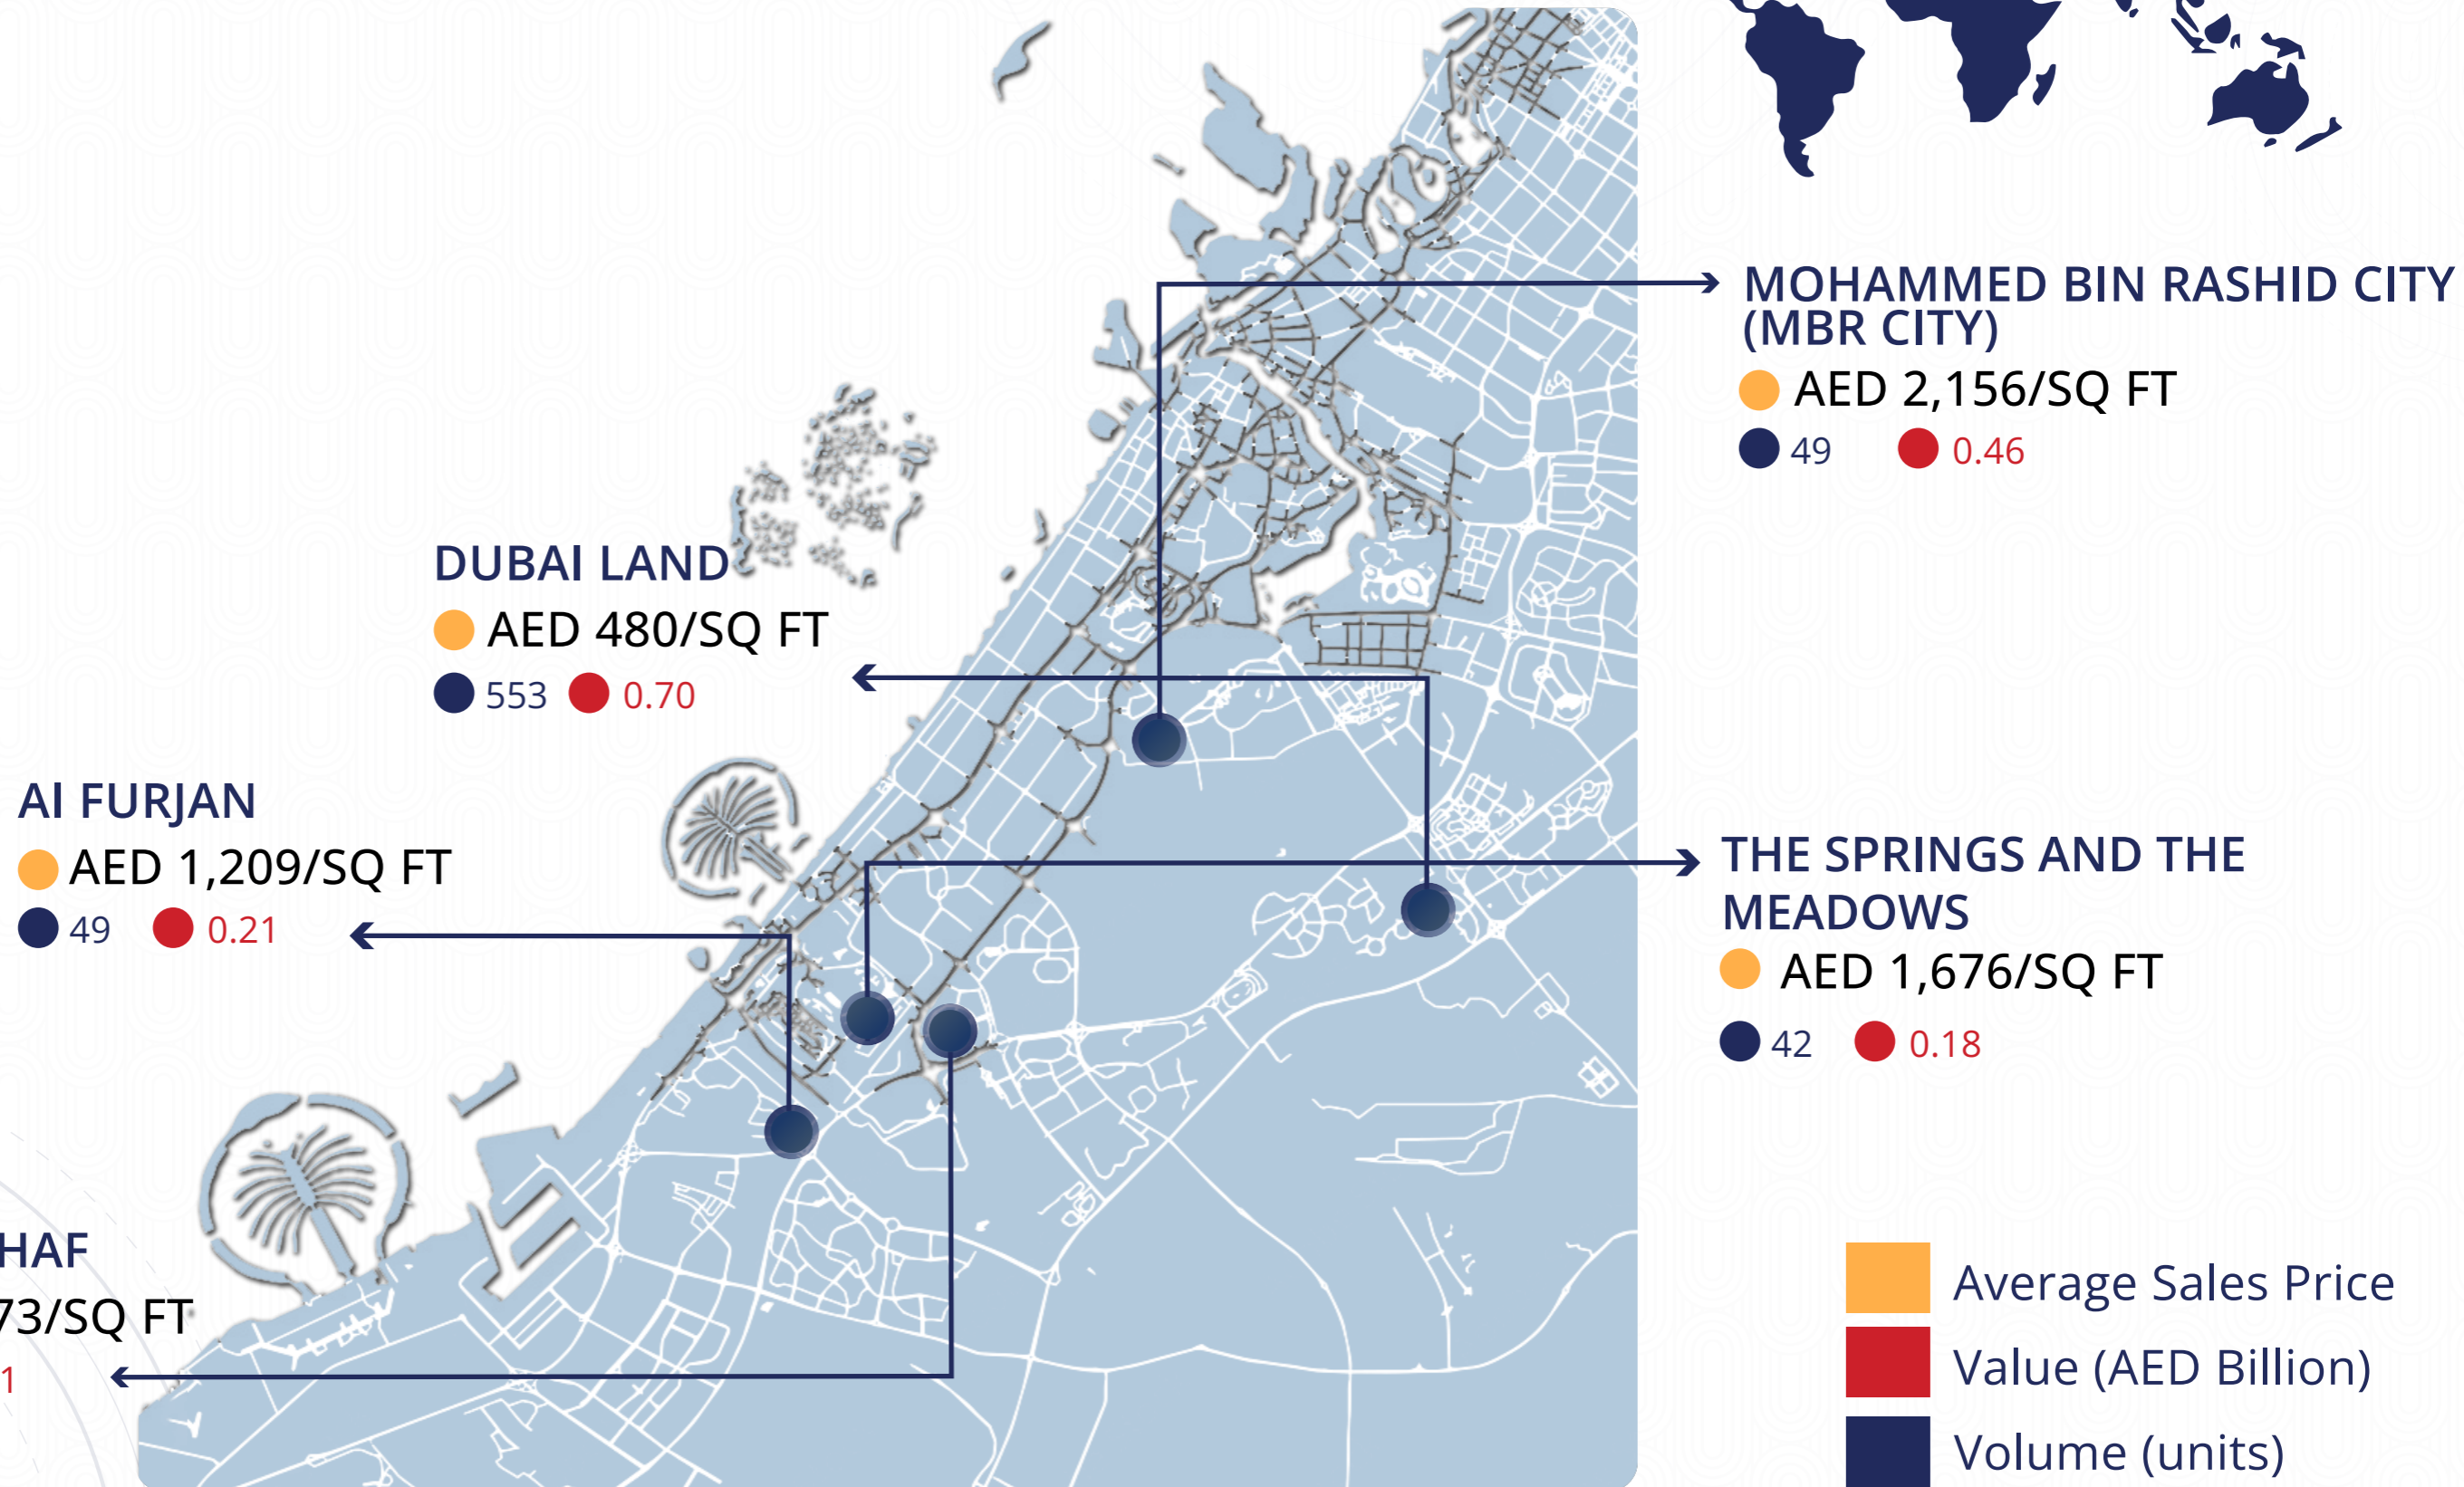 MOHAMMED BIN RASHID CITY
(MBR CITY)
AED 2,156/SQ FT
49 0.46
DUBAI LAND
AED 480/SQ FT
553 0.70
Al FURJAN
AED 1,209/SQ FT
49 0.21
THE SPRINGS AND THE
MEADOWS
AED 1,676/SQ FT
42 0.18
HAF
73/SQ FT
1
Average Sales Price
Value (AED Billion)
Volume (units)